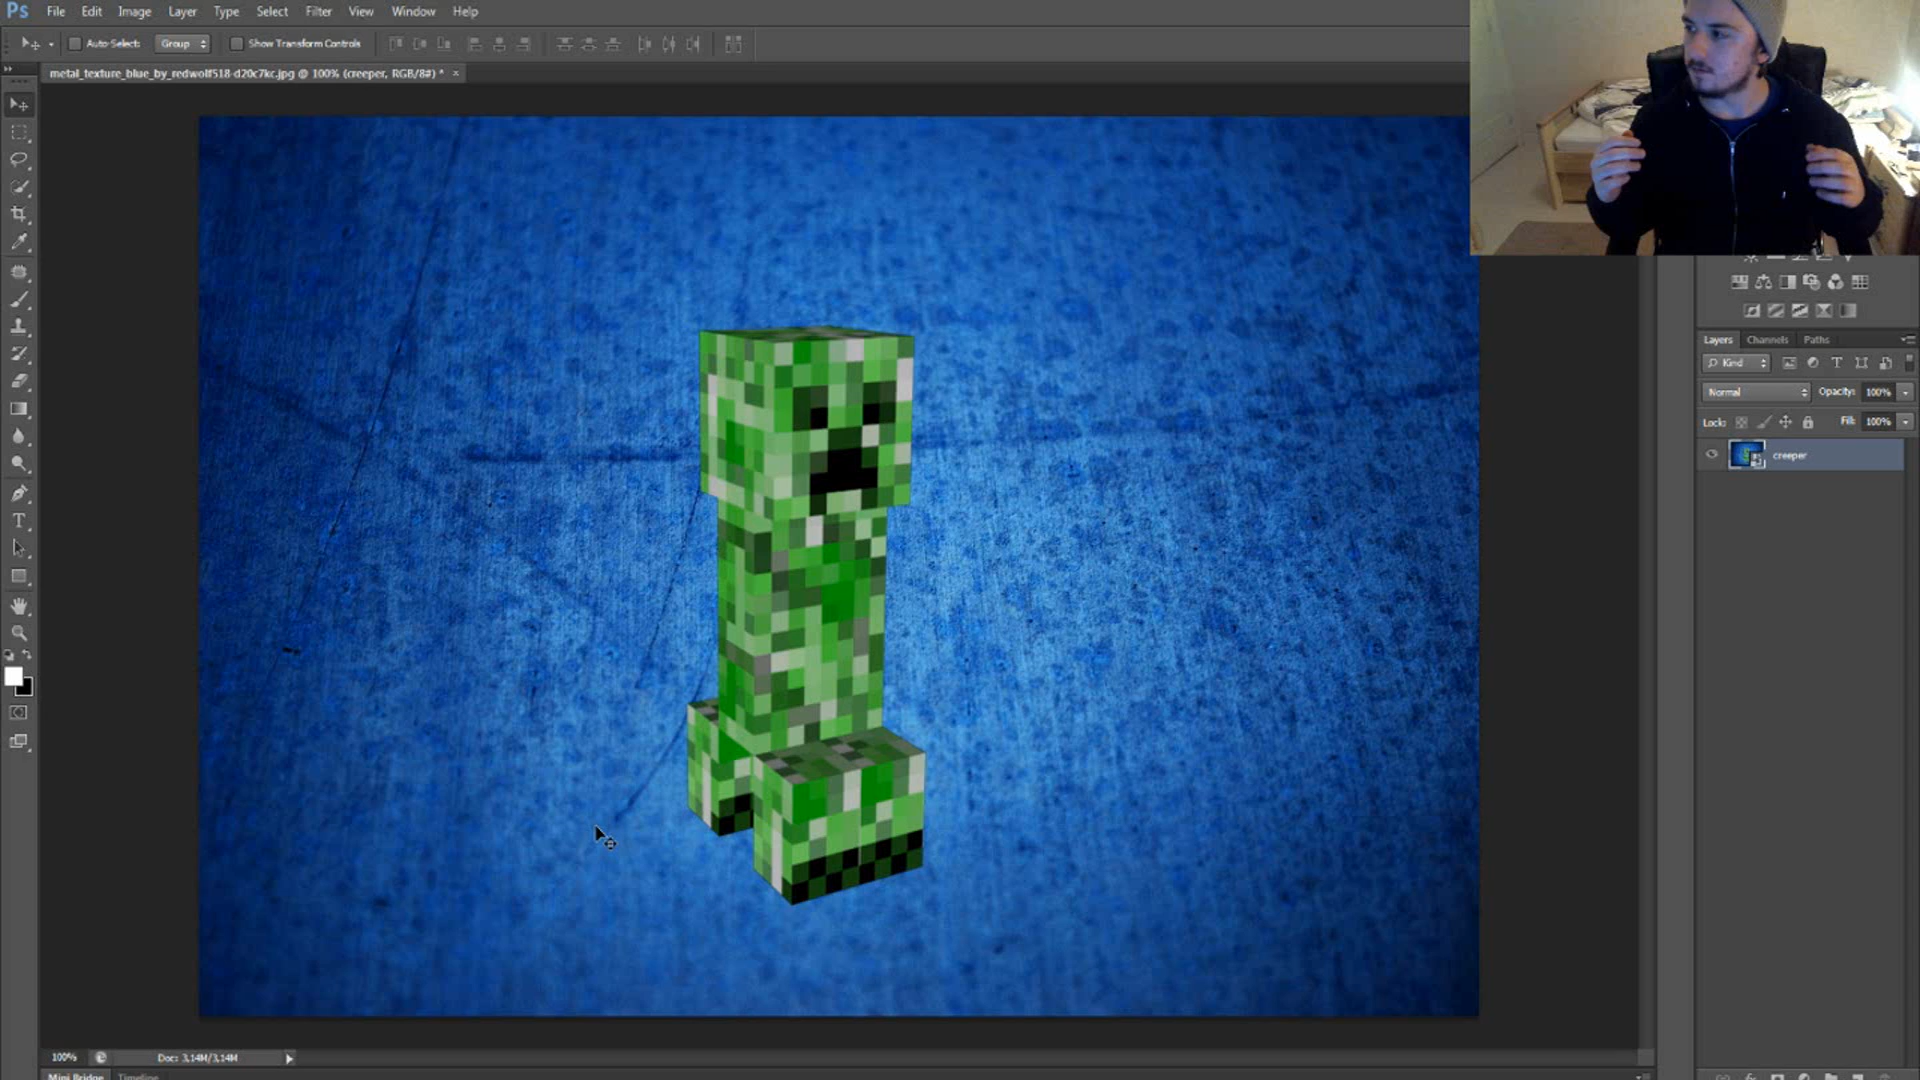 Ps File Edit Image Layer Type Select Filter View Window Help
Auto-Select: Group Show Transform Controls
metal_texture_blue_by_redwolf518-d20c7kc.jpg @ 100% (creeper, RGB/8#) * ×
Layers Channels Paths
Kind
Normal Opacity: 100%
Lock: Fill: 100%
creeper
100% Doc: 3,14M/3,14M
Mini Bridge Timeline